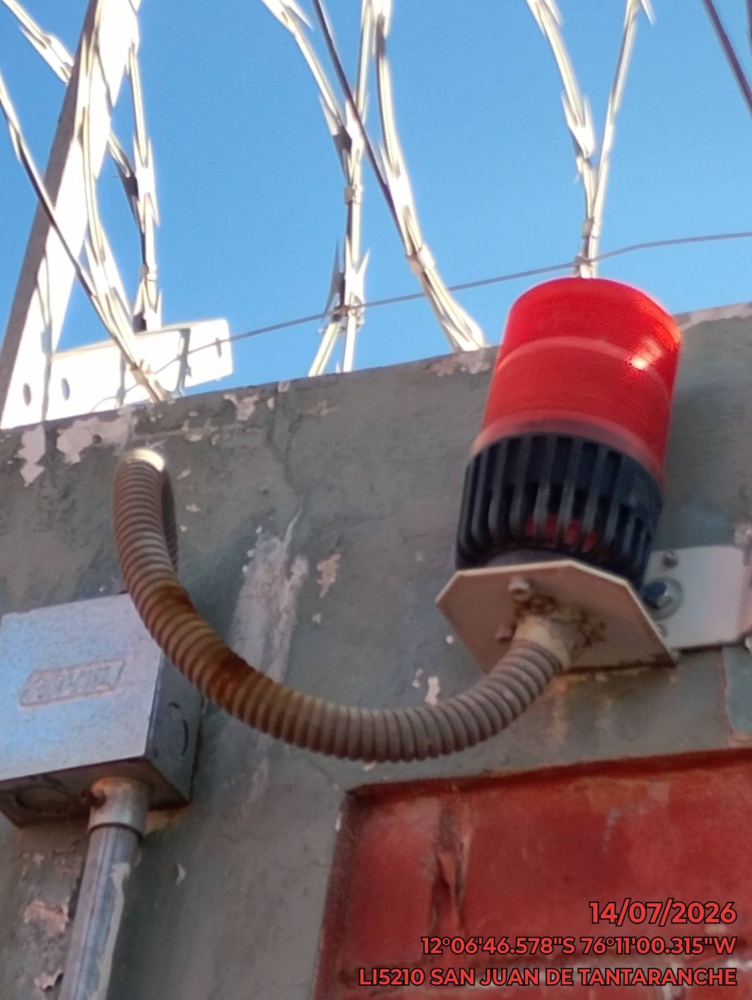 14/07/2026
12°06'46.578"S 76°11'00.315"W
LI5210 SAN JUAN DE TANTARANCHE